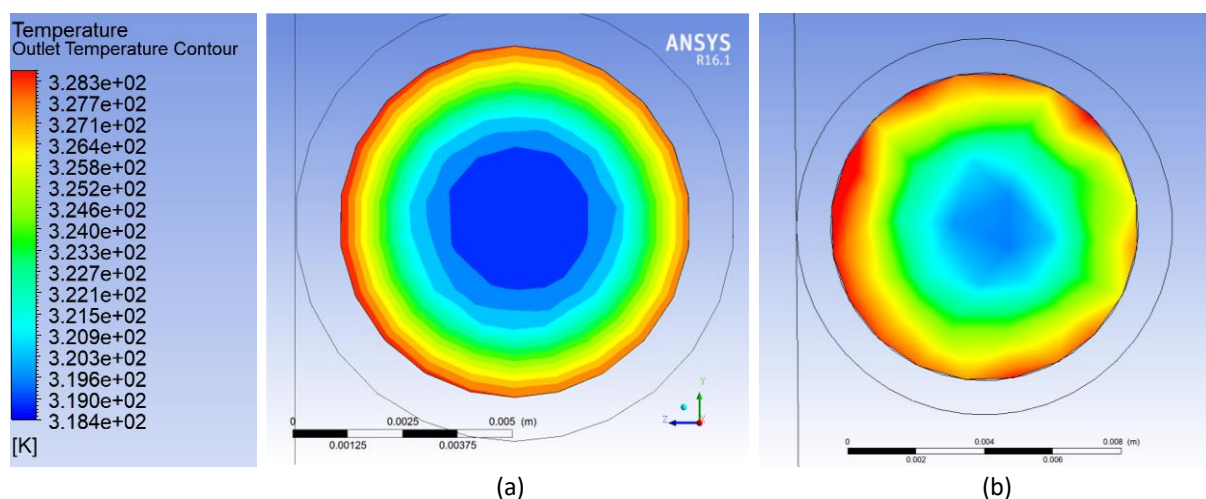 Temperature
Outlet Temperature Contour
3.283e+02
3.277e+02
3.271e+02
3.264e+02
3.258e+02
3.252e+02
3.246e+02
3.240e+02
3.233e+02
3.227e+02
3.221e+02
3.215e+02
3.209e+02
3.203e+02
3.196e+02
3.190e+02
3.184e+02
[K]
ANSYS
R16.1
Y
Z
X
0 0.0025 0.005 (m)
0.00125 0.00375
0 0.004 0.008 (m)
0.002 0.006
(a) (b)